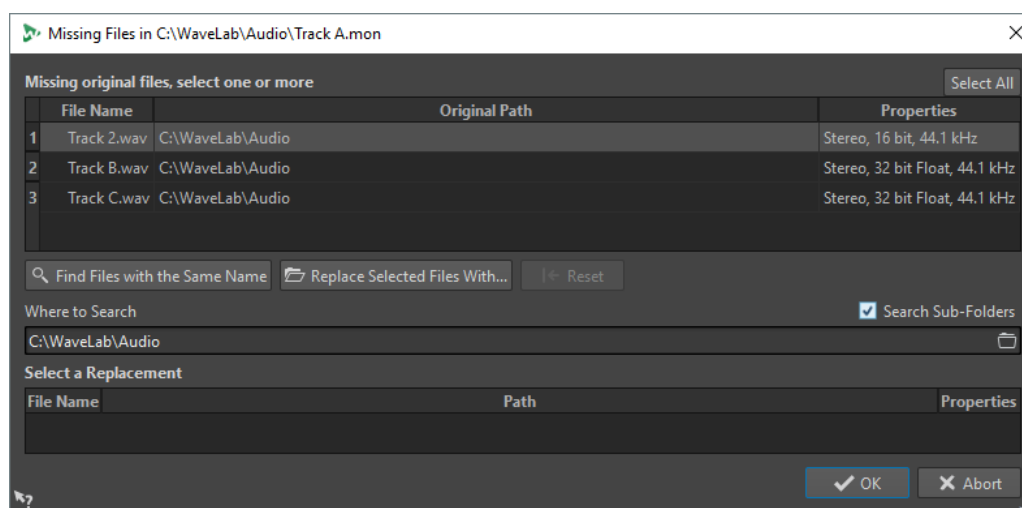 Missing Files in C:\WaveLab\Audio\Track A.mon
Missing original files, select one or more Select All
File Name Original Path Properties
1 Track 2.wav C:\WaveLab\Audio Stereo, 16 bit, 44.1 kHz
2 Track B.wav C:\WaveLab\Audio Stereo, 32 bit Float, 44.1 kHz
3 Track C.wav C:\WaveLab\Audio Stereo, 32 bit Float, 44.1 kHz
Find Files with the Same Name Replace Selected Files With... Reset
Where to Search Search Sub-Folders
C:\WaveLab\Audio
Select a Replacement
File Name Path Properties
OK Abort
?